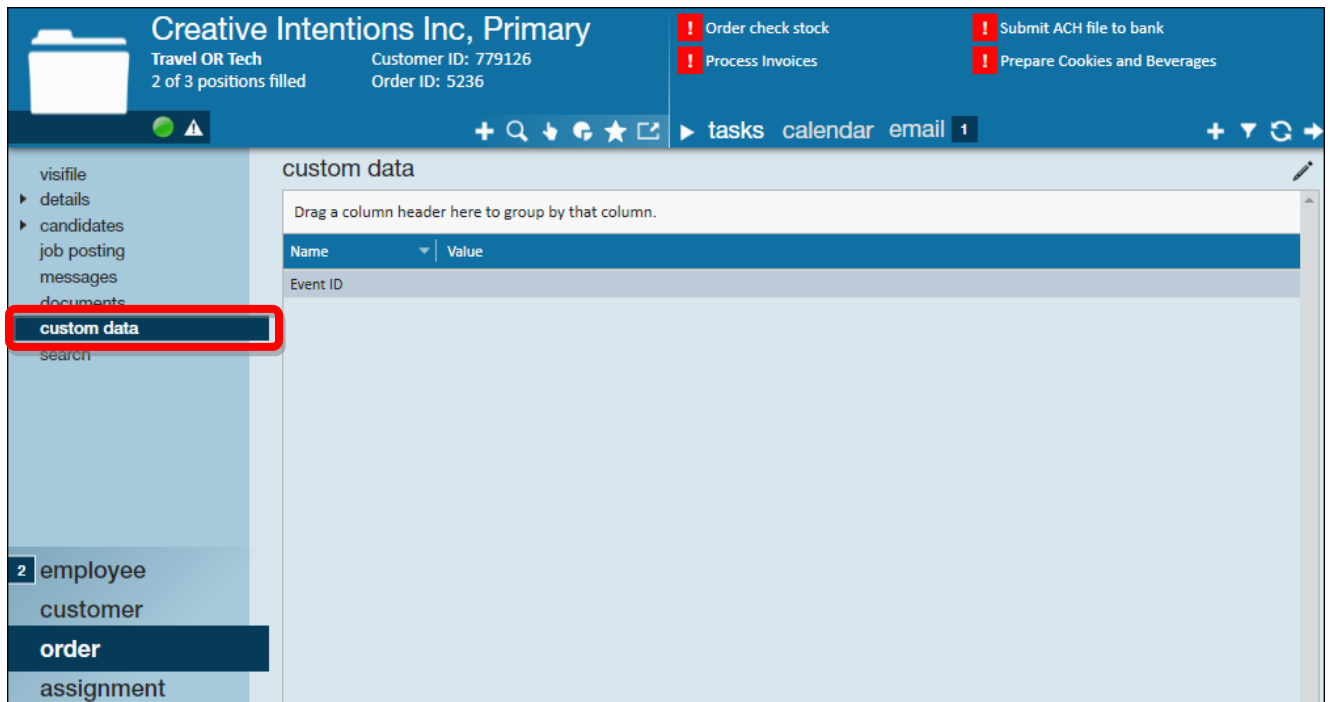 Creative Intentions Inc, Primary
Travel OR Tech
Customer ID: 779126
2 of 3 positions filled
Order ID: 5236
! Order check stock
! Submit ACH file to bank
! Process Invoices
! Prepare Cookies and Beverages
tasks calendar email 1
visifile
details
candidates
job posting
messages
documents
custom data
search
2 employee
customer
order
assignment
custom data
Drag a column header here to group by that column.
Name Value
Event ID